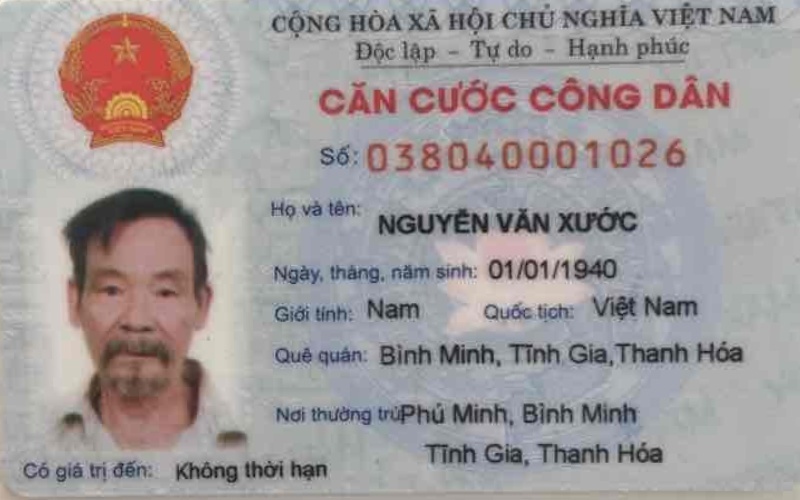 CỘNG HÒA XÃ HỘI CHỦ NGHĨA VIỆT NAM
Độc lập - Tự do - Hạnh phúc
CĂN CƯỚC CÔNG DÂN
Số: 038040001026
Họ và tên: NGUYỄN VĂN XƯỚC
Ngày, tháng, năm sinh: 01/01/1940
Giới tính: Nam Quốc tịch: Việt Nam
Quê quán: Bình Minh, Tĩnh Gia,Thanh Hóa
Nơi thường trú: Phú Minh, Bình Minh
Tĩnh Gia, Thanh Hóa
Có giá trị đến: Không thời hạn